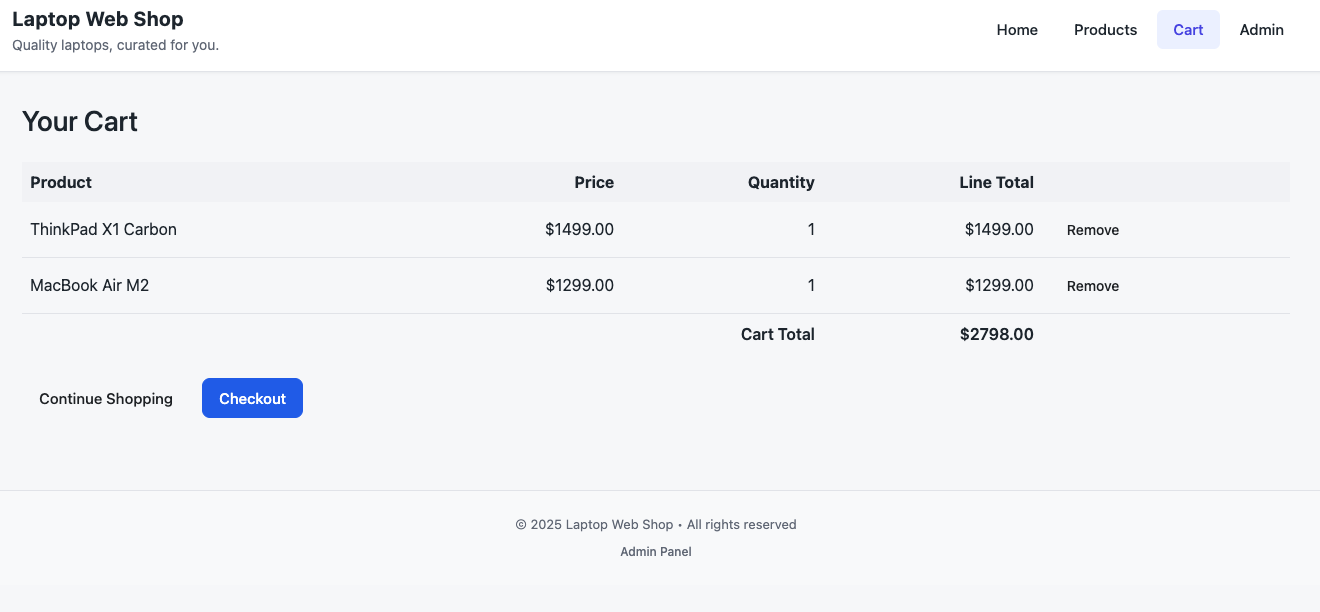 Laptop Web Shop
Quality laptops, curated for you.
Home Products Cart Admin
Your Cart
Product Price Quantity Line Total
ThinkPad X1 Carbon $1499.00 1 $1499.00 Remove
MacBook Air M2 $1299.00 1 $1299.00 Remove
Cart Total $2798.00
Continue Shopping Checkout
© 2025 Laptop Web Shop • All rights reserved
Admin Panel